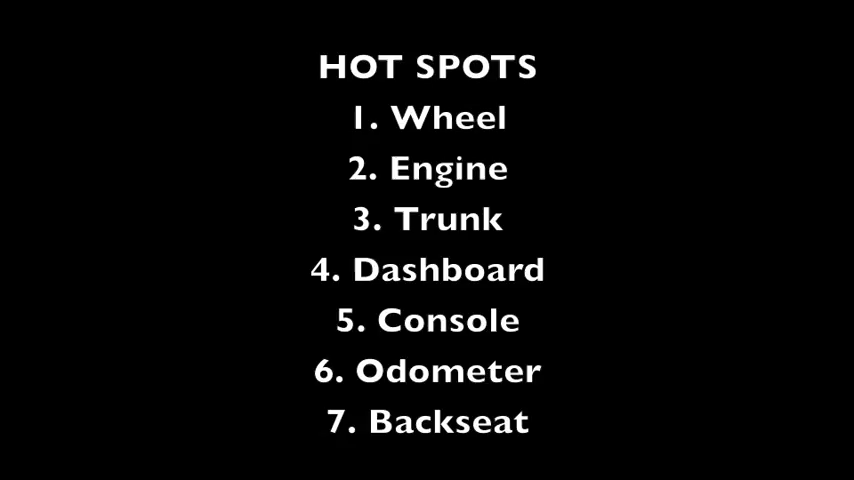 HOT SPOTS
1. Wheel
2. Engine
3. Trunk
4. Dashboard
5. Console
6. Odometer
7. Backseat